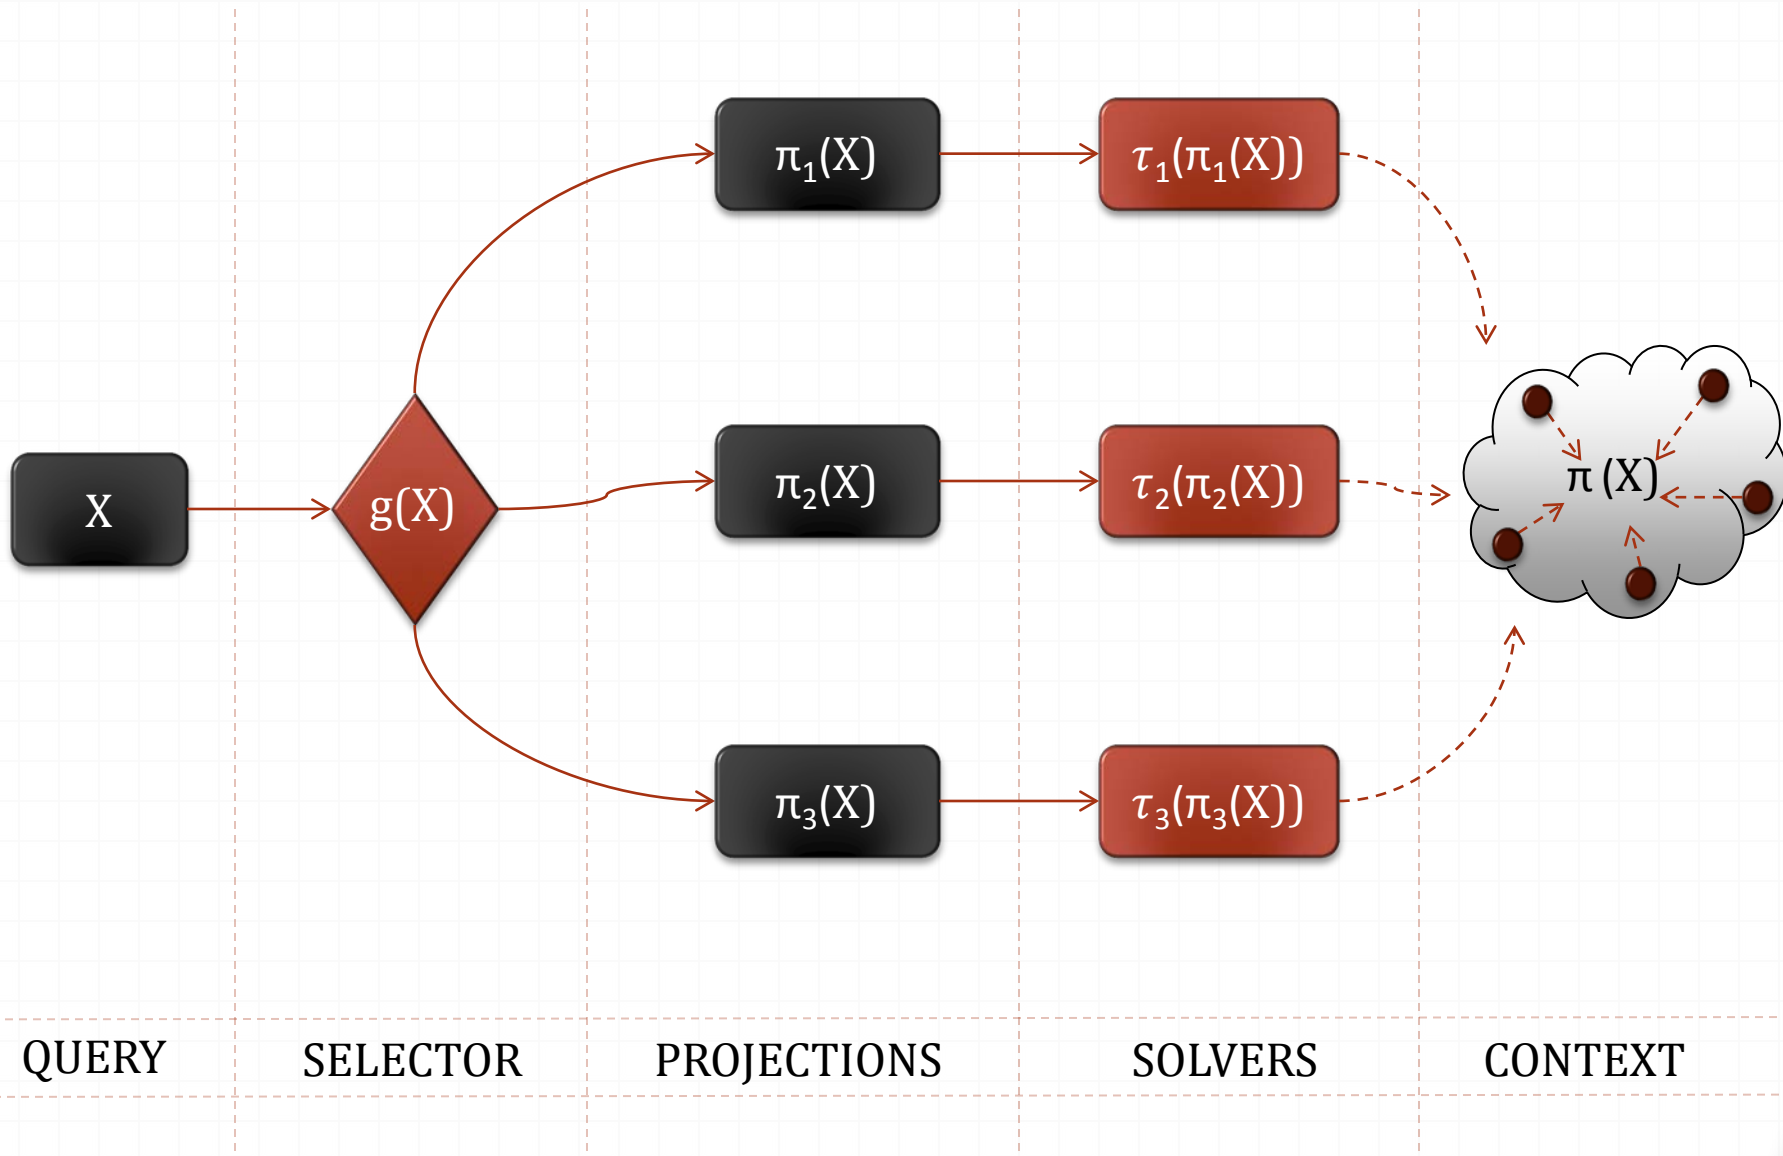 π₁(X)
τ₁(π₁(X))
X
g(X)
π₂(X)
τ₂(π₂(X))
π (X)
π₃(X)
τ₃(π₃(X))
QUERY
SELECTOR
PROJECTIONS
SOLVERS
CONTEXT